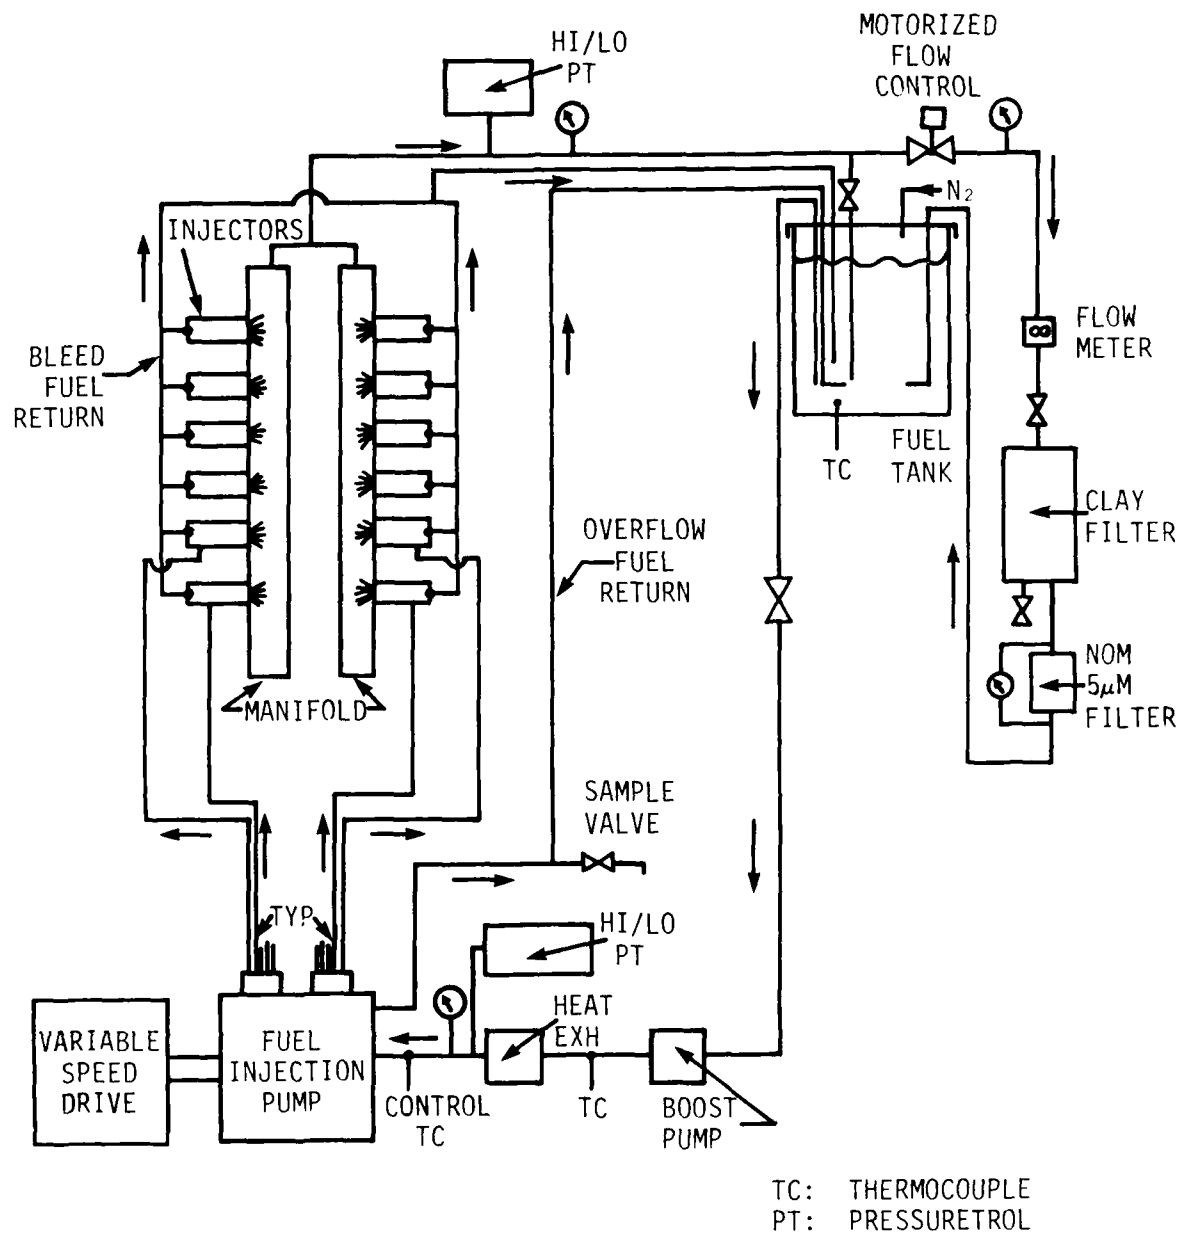 HI/LO
PT
MOTORIZED
FLOW
CONTROL
N₂
INJECTORS
BLEED
FUEL
RETURN
FLOW
METER
FUEL
TANK
TC
CLAY
FILTER
OVERFLOW
FUEL
RETURN
NOM
5µM
FILTER
MANIFOLD
SAMPLE
VALVE
TYP
HI/LO
PT
HEAT
EXH
VARIABLE
SPEED
DRIVE
FUEL
INJECTION
PUMP
CONTROL
TC
TC
BOOST
PUMP
TC: THERMOCOUPLE
PT: PRESSURETROL